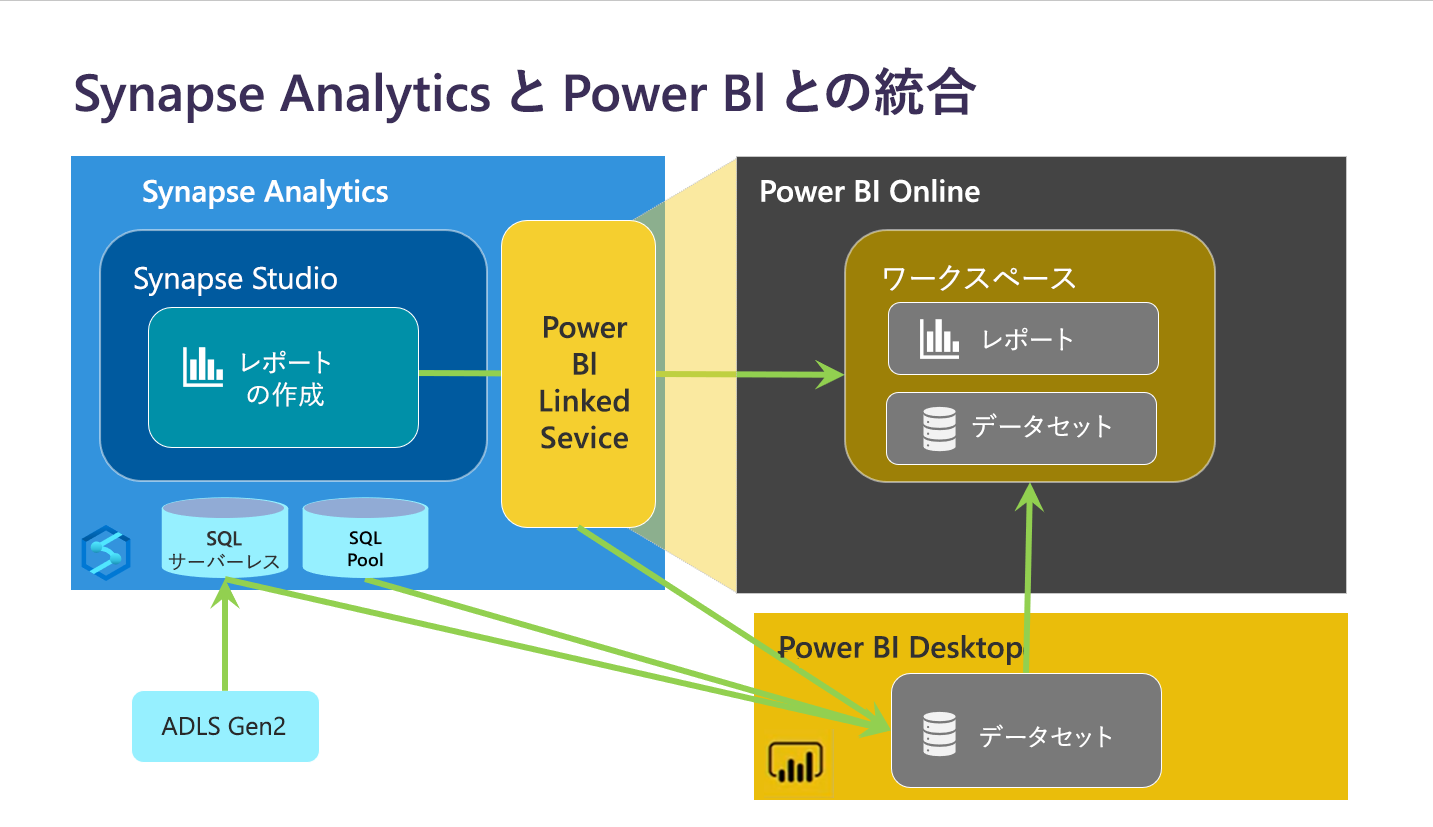 Synapse Analytics と Power Bl との統合
Synapse Analytics
Synapse Studio
レポート
の作成
Power
Bl
Linked
Sevice
SQL
サーバーレス
SQL
Pool
ADLS Gen2
Power BI Online
ワークスペース
レポート
データセット
Power BI Desktop
データセット